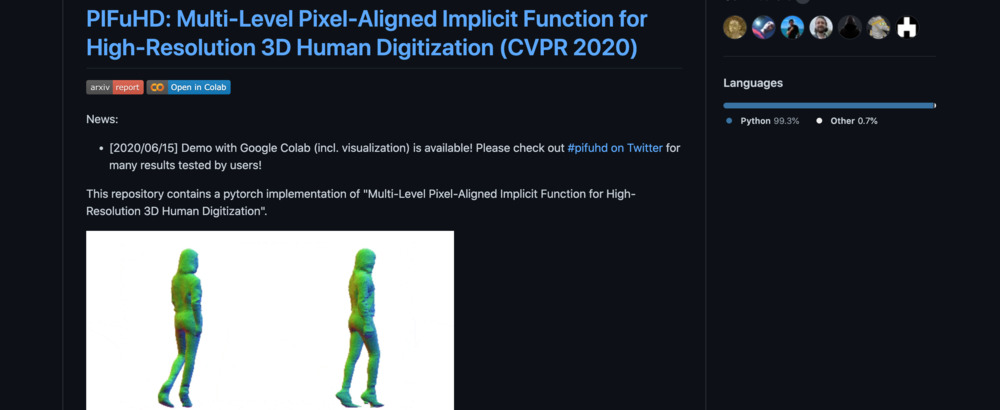 PIFuHD: Multi-Level Pixel-Aligned Implicit Function for
High-Resolution 3D Human Digitization (CVPR 2020)
arxiv report Open in Colab
News:
• [2020/06/15] Demo with Google Colab (incl. visualization) is available! Please check out #pifuhd on Twitter for
many results tested by users!
This repository contains a pytorch implementation of "Multi-Level Pixel-Aligned Implicit Function for High-
Resolution 3D Human Digitization".
Languages
Python 99.3% Other 0.7%